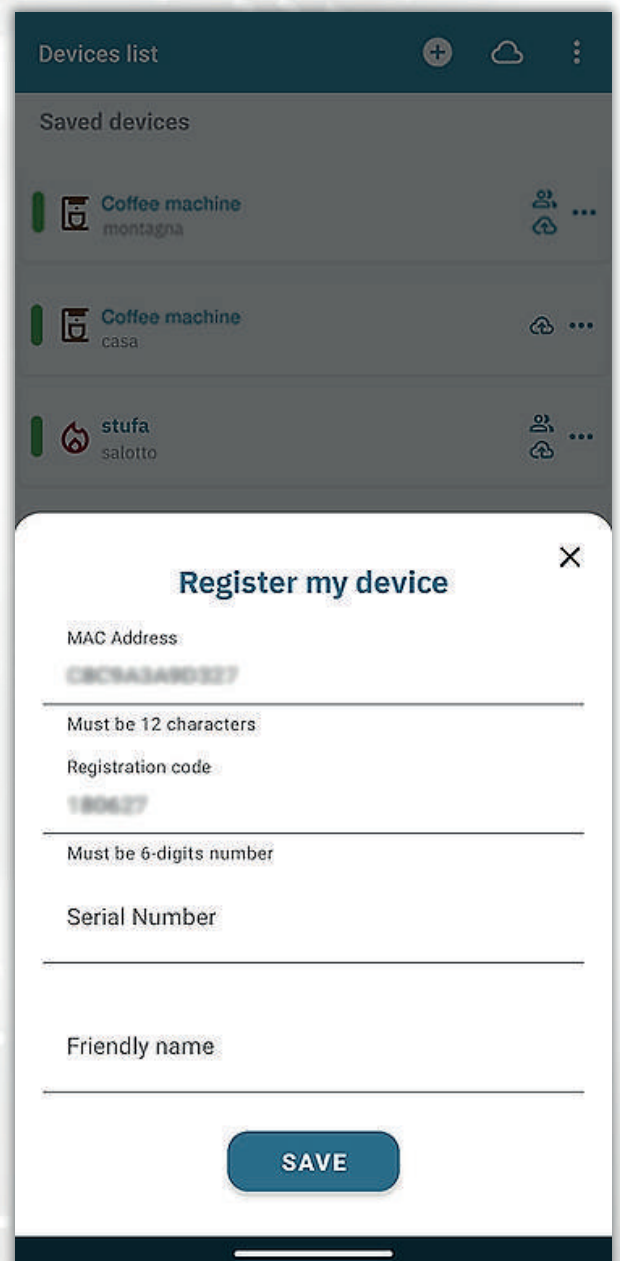 Devices list
Saved devices
Coffee machine
montagna
Coffee machine
casa
stufa
salotto
Register my device
MAC Address
Must be 12 characters
Registration code
Must be 6-digits number
Serial Number
Friendly name
SAVE